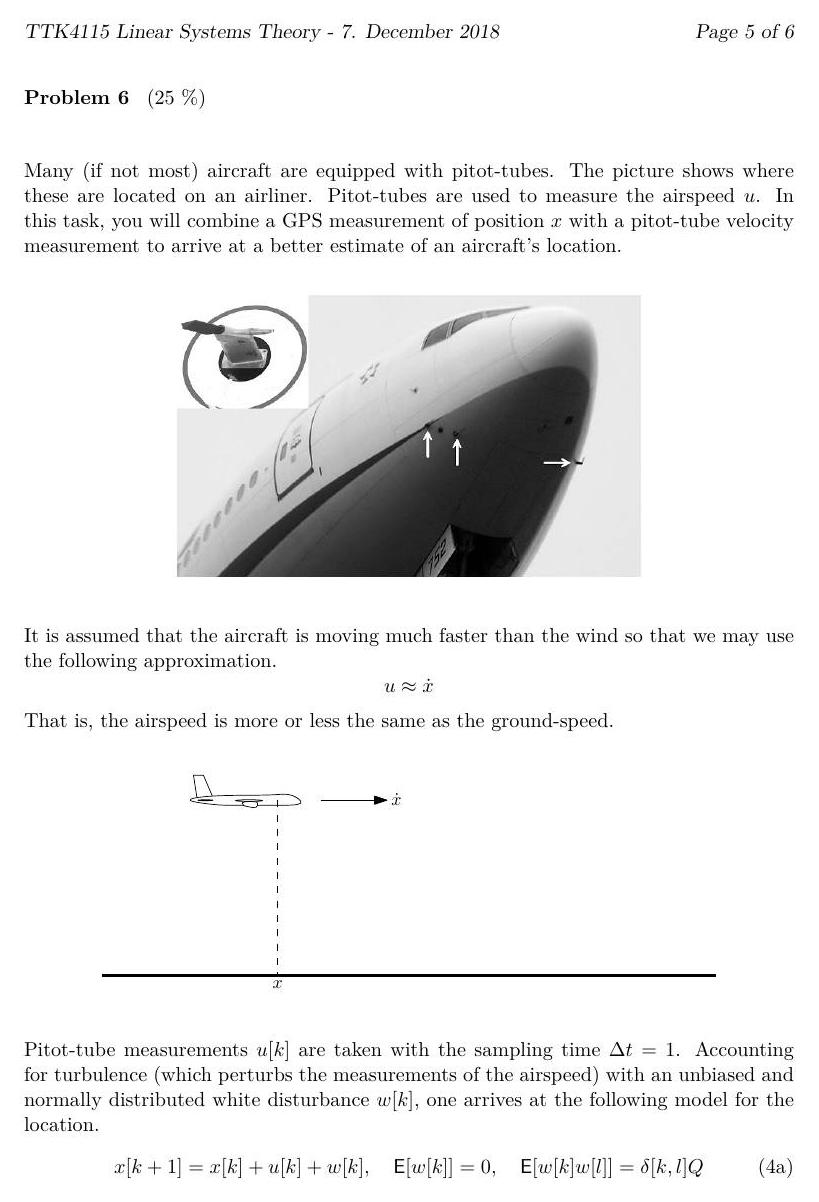 TTK4115 Linear Systems Theory - 7. December 2018 Page 5 of 6
Problem 6 (25 %)
Many (if not most) aircraft are equipped with pitot-tubes. The picture shows where
these are located on an airliner. Pitot-tubes are used to measure the airspeed u. In
this task, you will combine a GPS measurement of position x with a pitot-tube velocity
measurement to arrive at a better estimate of an aircraft's location.
752
It is assumed that the aircraft is moving much faster than the wind so that we may use
the following approximation.
u ≈ ẋ
That is, the airspeed is more or less the same as the ground-speed.
ẋ
x
Pitot-tube measurements u[k] are taken with the sampling time Δt = 1. Accounting
for turbulence (which perturbs the measurements of the airspeed) with an unbiased and
normally distributed white disturbance w[k], one arrives at the following model for the
location.
x[k + 1] = x[k] + u[k] + w[k], E[w[k]] = 0, E[w[k]w[l]] = δ[k, l]Q (4a)